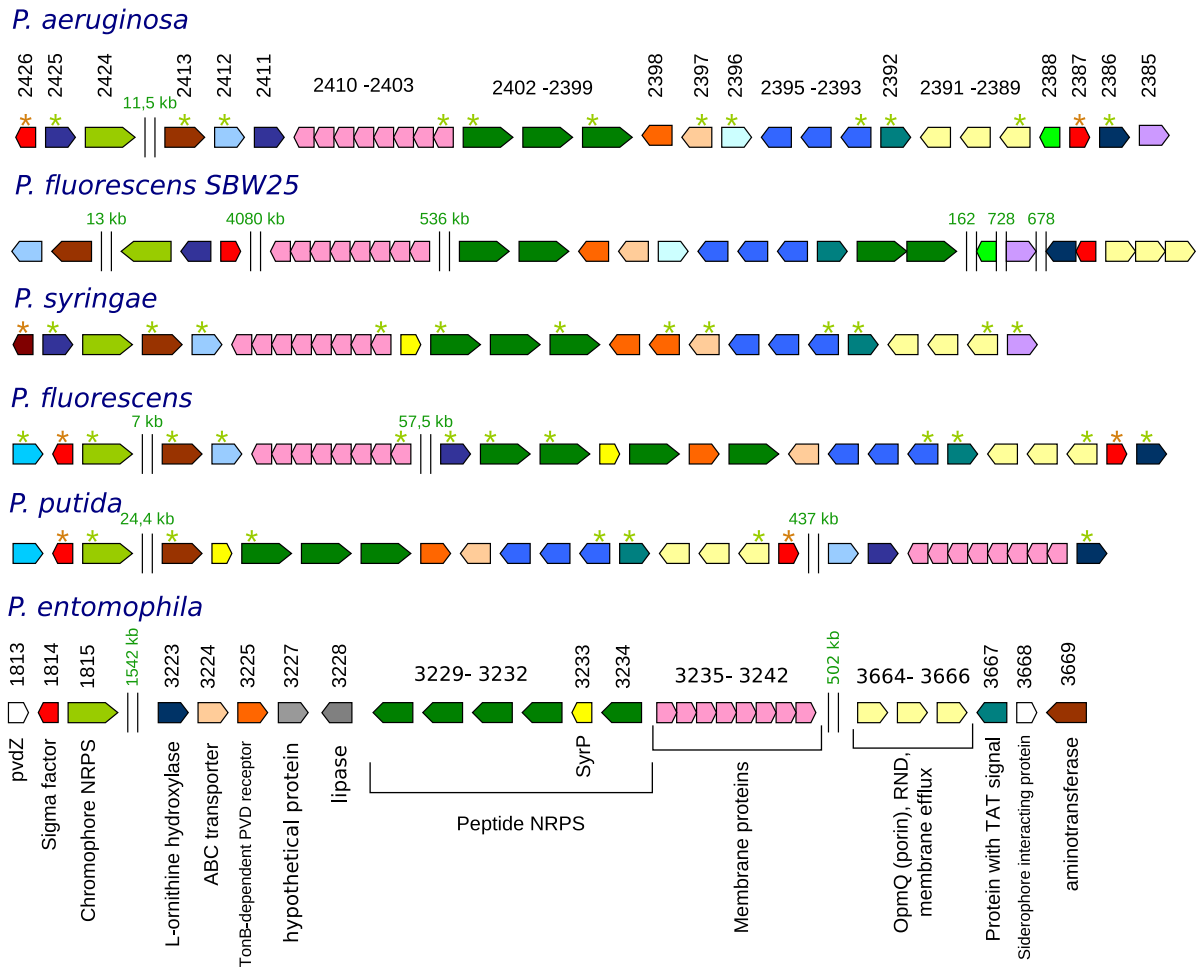 P. aeruginosa
2426 2425 2424 2413 2412 2411 2410 -2403 2402 -2399 2398 2397 2396 2395 -2393 2392 2391 -2389 2388 2387 2386 2385
11,5 kb
* * * * * * * * * * * * * * *
P. fluorescens SBW25
13 kb 4080 kb 536 kb 162 728 678
P. syringae
* * * * * * * * * * * * *
P. fluorescens
7 kb 57,5 kb
* * * * * * * * * * * * * *
P. putida
24,4 kb 437 kb
* * * * * * * * * *
P. entomophila
1813 1814 1815 1542 kb 3223 3224 3225 3227 3228 3229- 3232 3233 3234 3235- 3242 502 kb 3664- 3666 3667 3668 3669
pvdZ
Sigma factor
Chromophore NRPS
L-ornithine hydroxylase
ABC transporter
TonB-dependent PVD receptor
hypothetical protein
lipase
SyrP
Peptide NRPS
Membrane proteins
OpmQ (porin), RND,
membrane efflux
Protein with TAT signal
Siderophore interacting protein
aminotransferase